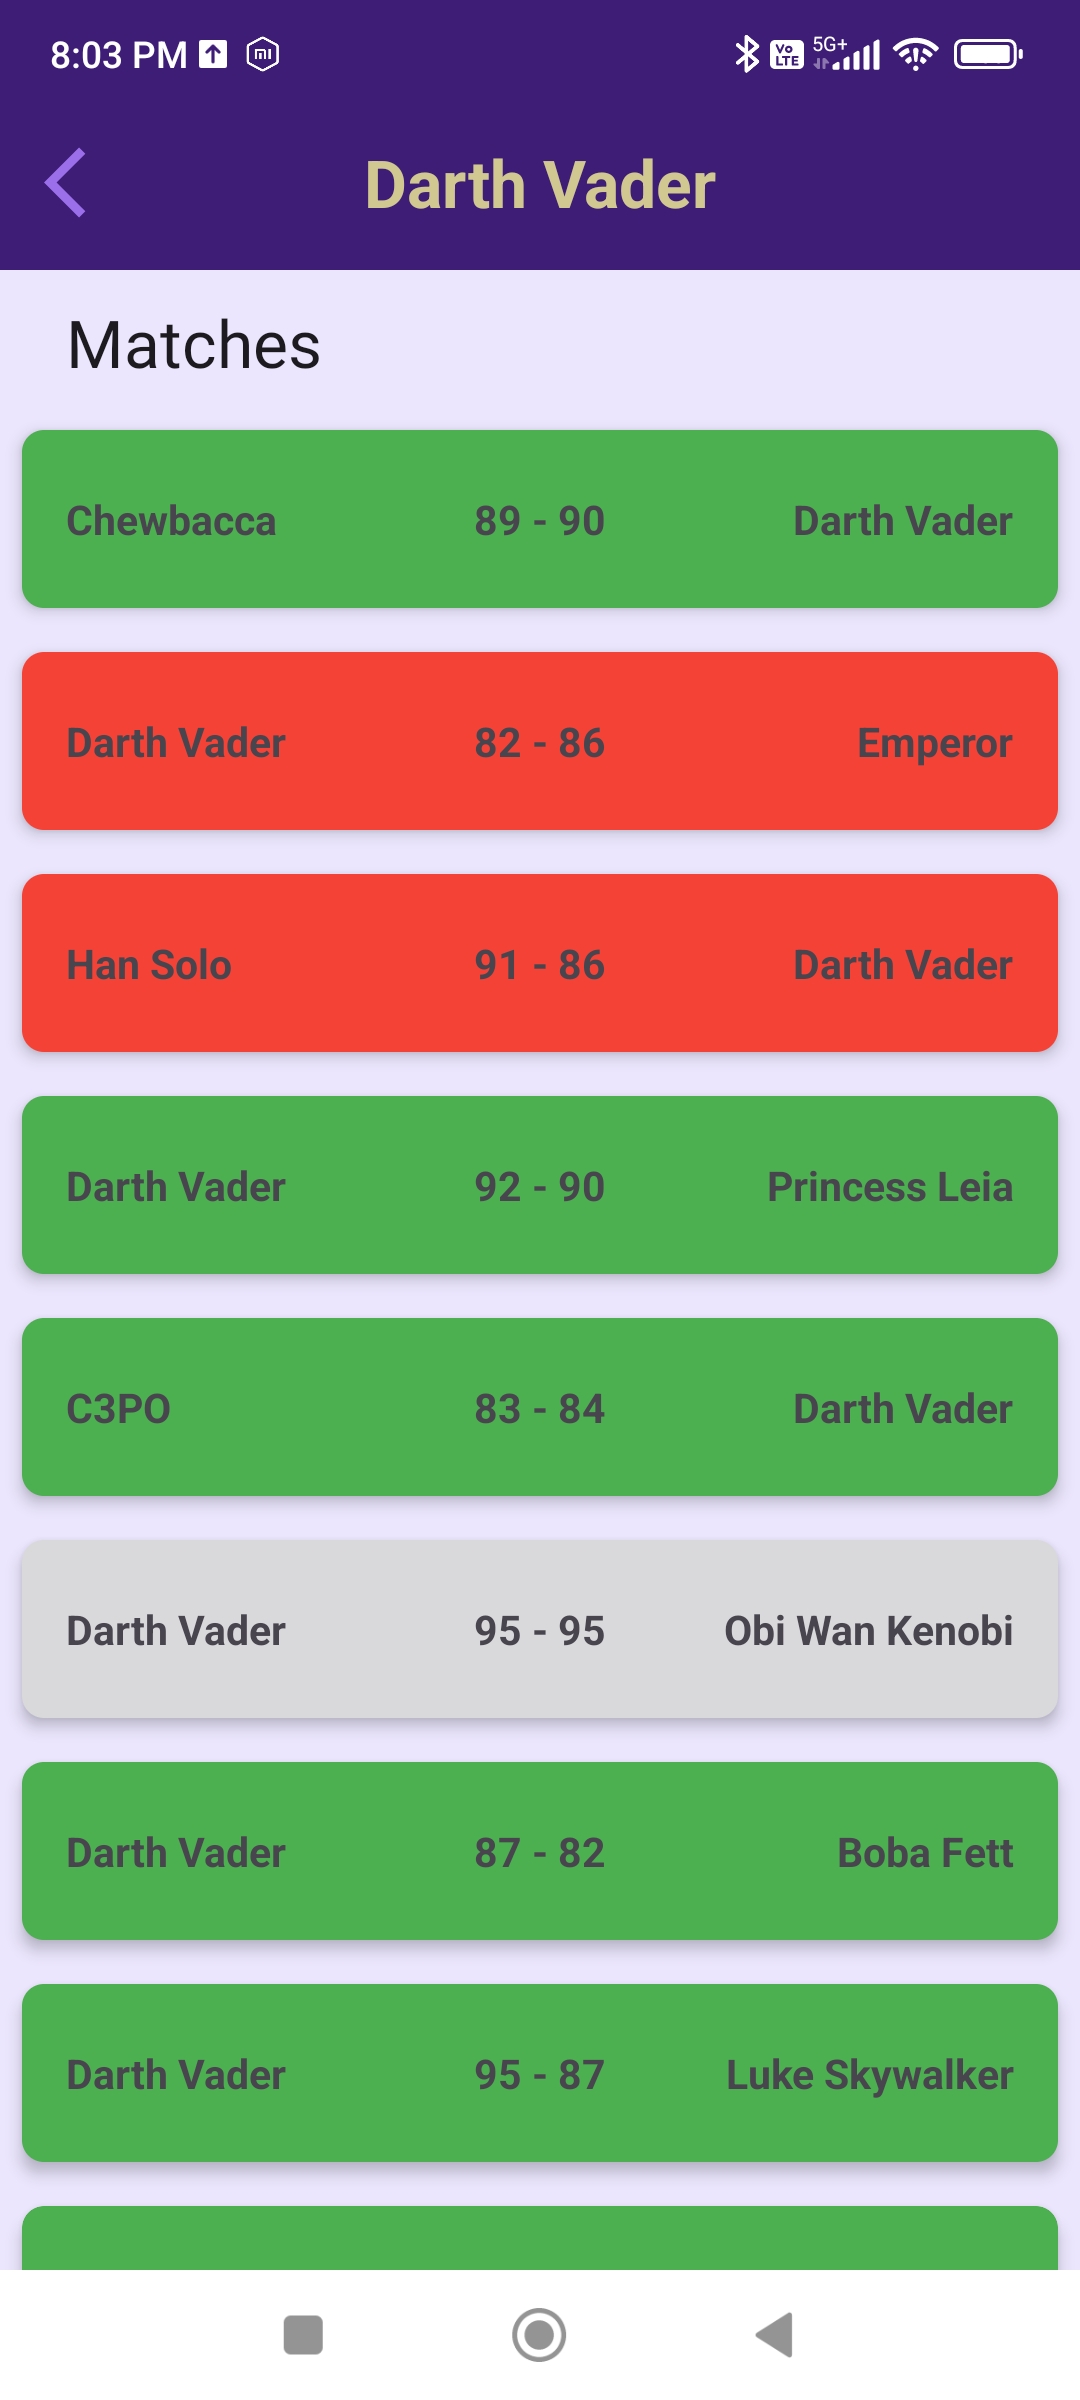 8:03 PM Vo LTE 5G+
Darth Vader
Matches
Chewbacca 89 - 90 Darth Vader
Darth Vader 82 - 86 Emperor
Han Solo 91 - 86 Darth Vader
Darth Vader 92 - 90 Princess Leia
C3PO 83 - 84 Darth Vader
Darth Vader 95 - 95 Obi Wan Kenobi
Darth Vader 87 - 82 Boba Fett
Darth Vader 95 - 87 Luke Skywalker